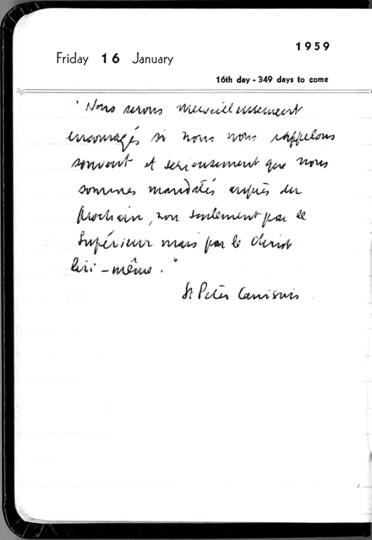 1959
Friday 16 January
16th day - 349 days to come
"Nous serons merveilleusement
encouragés si nous nous rappelons
souvent et sérieusement que nous
sommes mandatés auprès du
Prochain, non seulement par le
Supérieur mais par le Christ
lui-même."
St Peter Canisius